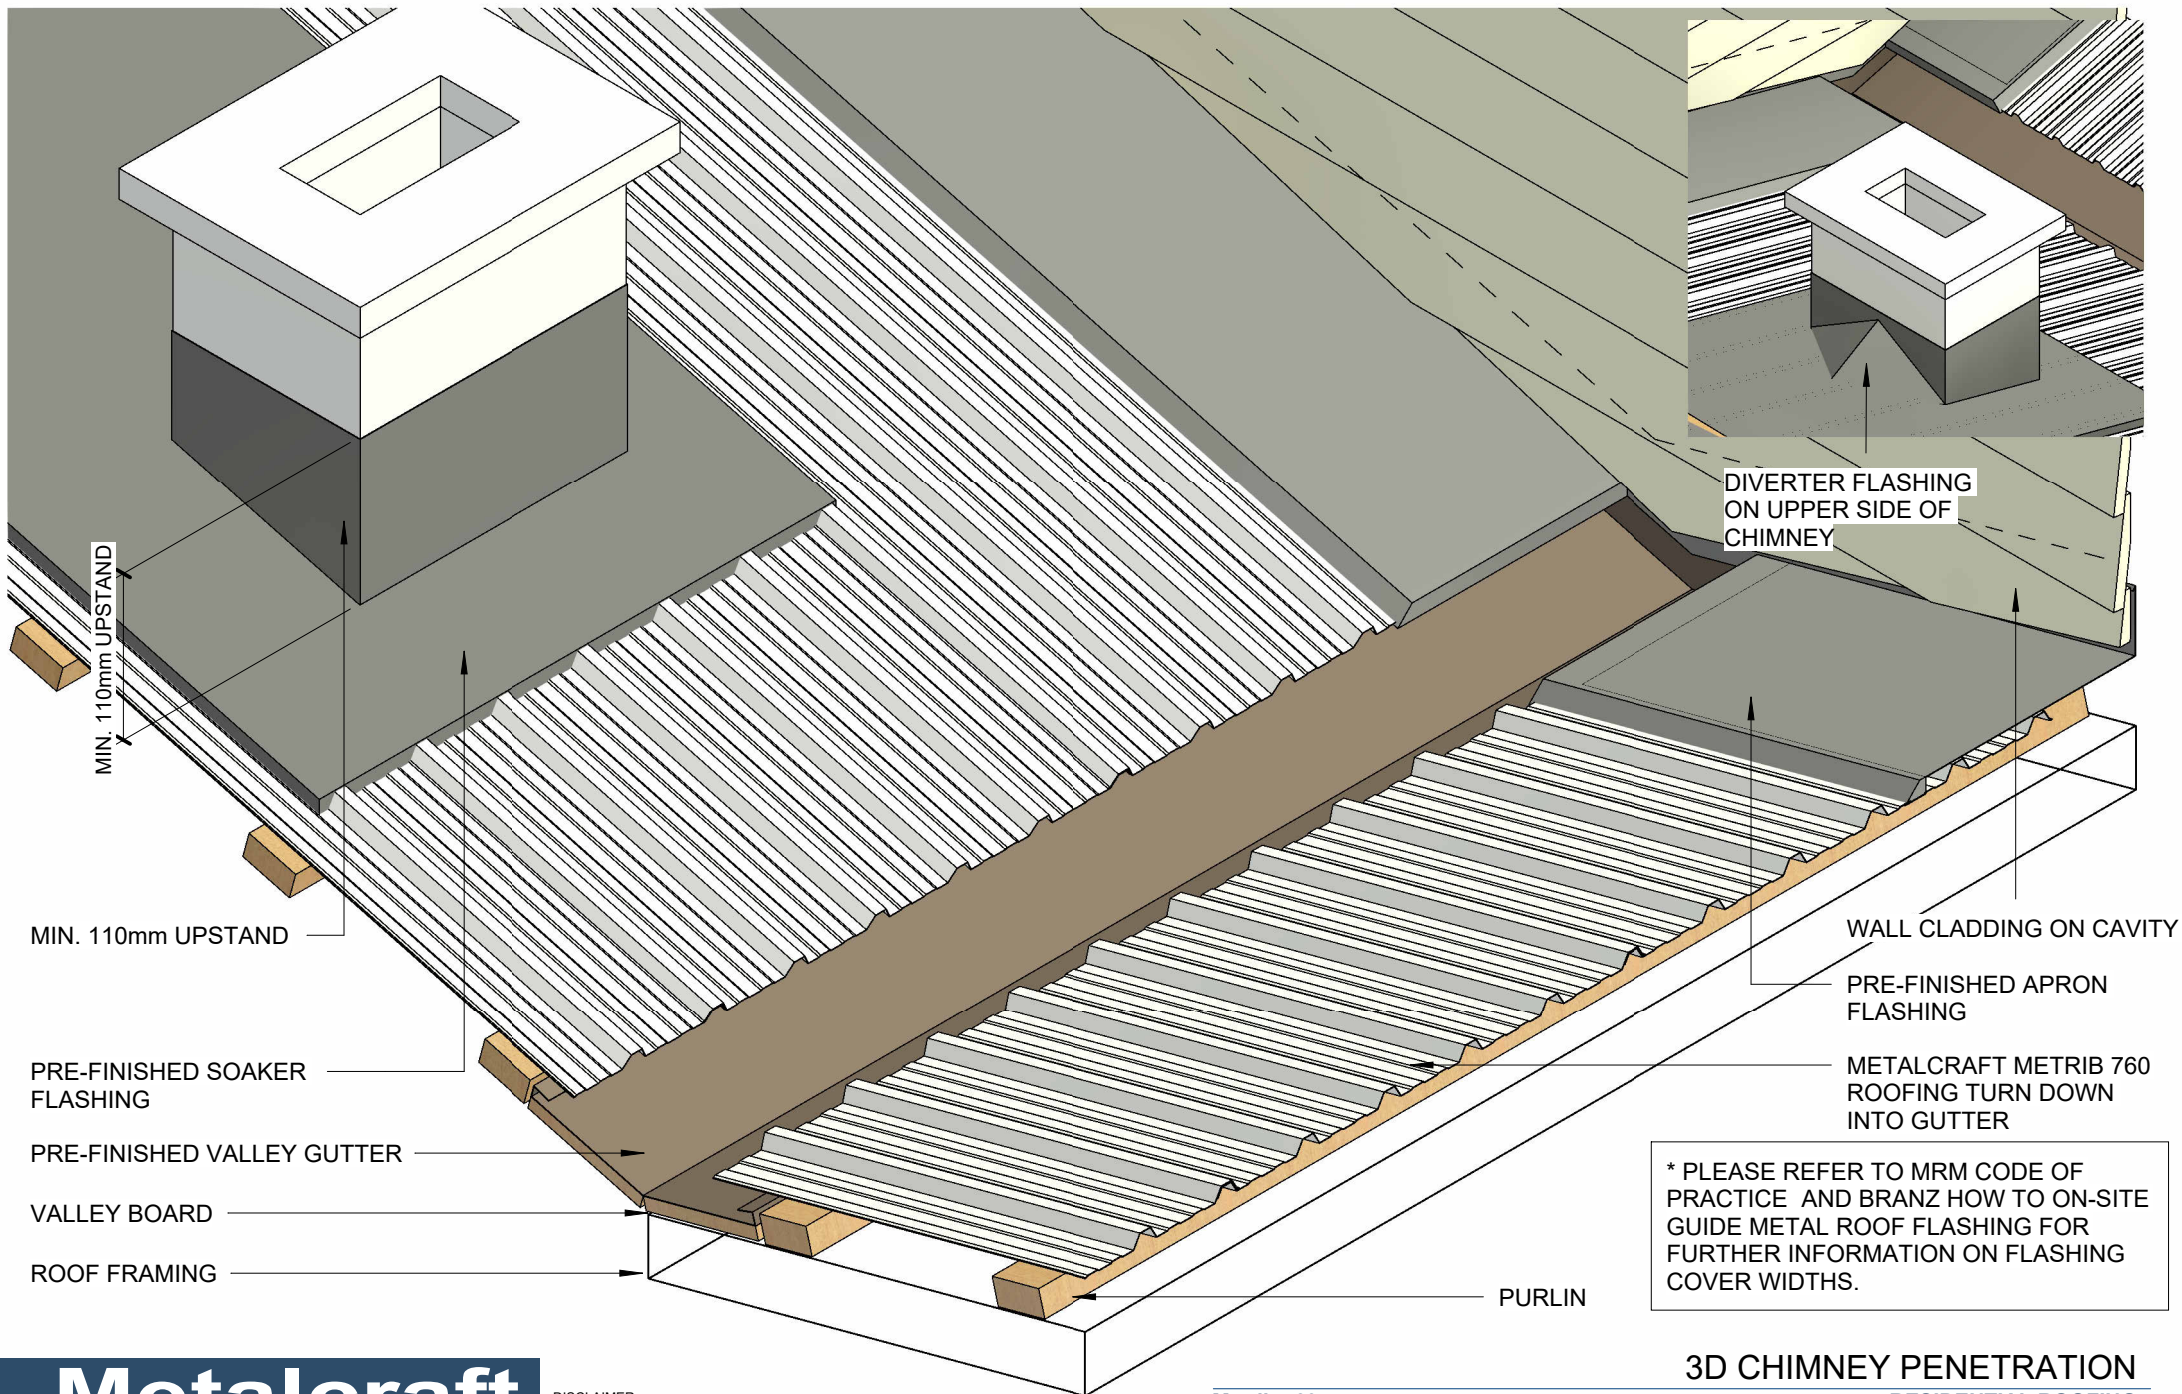 DIVERTER FLASHING
ON UPPER SIDE OF
CHIMNEY
MIN. 110mm UPSTAND
MIN. 110mm UPSTAND
PRE-FINISHED SOAKER
FLASHING
PRE-FINISHED VALLEY GUTTER
VALLEY BOARD
ROOF FRAMING
WALL CLADDING ON CAVITY
PRE-FINISHED APRON
FLASHING
METALCRAFT METRIB 760
ROOFING TURN DOWN
INTO GUTTER
* PLEASE REFER TO MRM CODE OF
PRACTICE AND BRANZ HOW TO ON-SITE
GUIDE METAL ROOF FLASHING FOR
FURTHER INFORMATION ON FLASHING
COVER WIDTHS.
PURLIN
3D CHIMNEY PENETRATION
Metalcraft
DISCLAIMER
RESIDENTIAL ROOFING